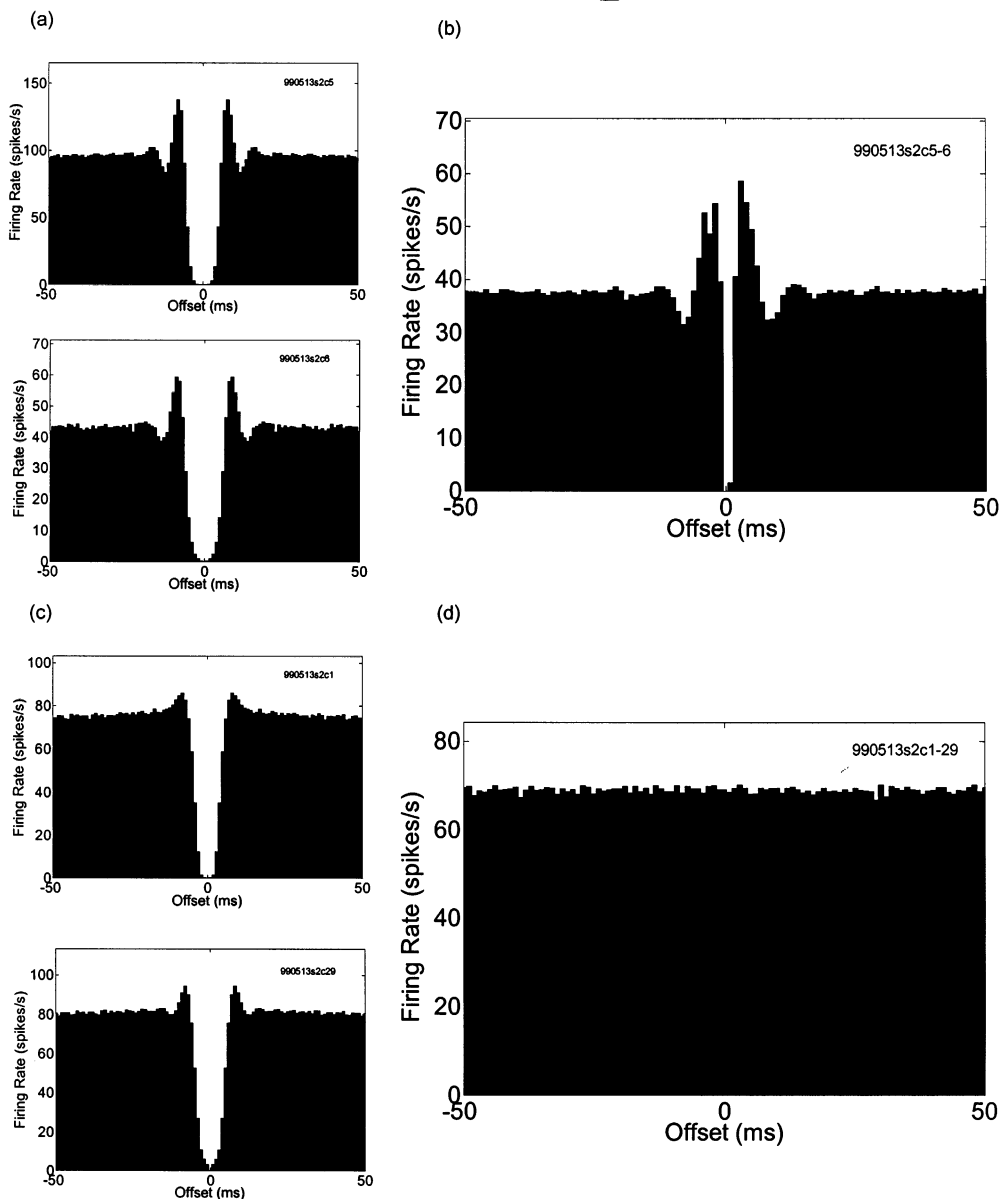 (a)
990513s2c5
150
100
50
0
-50 0 50
Firing Rate (spikes/s)
Offset (ms)
990513s2c6
70
60
50
40
30
20
10
0
-50 0 50
Firing Rate (spikes/s)
Offset (ms)
(b)
990513s2c5-6
70
60
50
40
30
20
10
0
-50 0 50
Firing Rate (spikes/s)
Offset (ms)
(c)
990513s2c1
100
80
60
40
20
0
-50 0 50
Firing Rate (spikes/s)
Offset (ms)
990513s2c29
100
80
60
40
20
0
-50 0 50
Firing Rate (spikes/s)
Offset (ms)
(d)
990513s2c1-29
80
60
40
20
0
-50 0 50
Firing Rate (spikes/s)
Offset (ms)